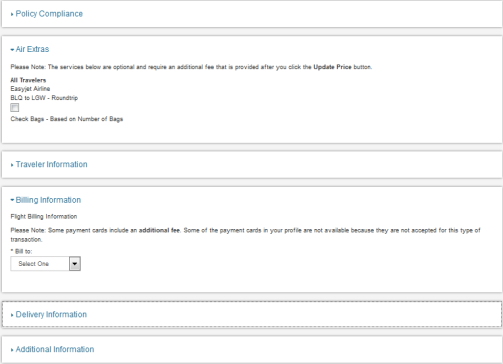 Policy Compliance
Air Extras
Please Note: The services below are optional and require an additional fee that is provided after you click the Update Price button.
All Travelers
Easyjet Airline
BLQ to LGW - Roundtrip
Check Bags - Based on Number of Bags
Traveler Information
Billing Information
Flight Billing Information
Please Note: Some payment cards include an additional fee. Some of the payment cards in your profile are not available because they are not accepted for this type of
transaction.
* Bill to:
Select One
Delivery Information
Additional Information